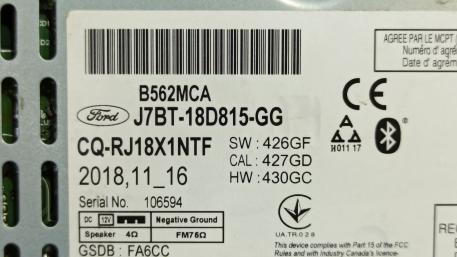 AGREE PAR LE MCPT (
Numéro d' agré
Date d' agrém
B562MCA
Ford J7BT-18D815-GG
CQ-RJ18X1NTF
SW : 426GF
CAL : 427GD
HW : 430GC
2018,11_16
Serial No. 106594
CE
A A A
H011 17
DC 12V Negative Ground
Speaker 4Ω FM75Ω
UA.TR.028
GSDB: FA6CC
This device complies with Part 15 of the FCC
Rules and with Industry Canada's licence-